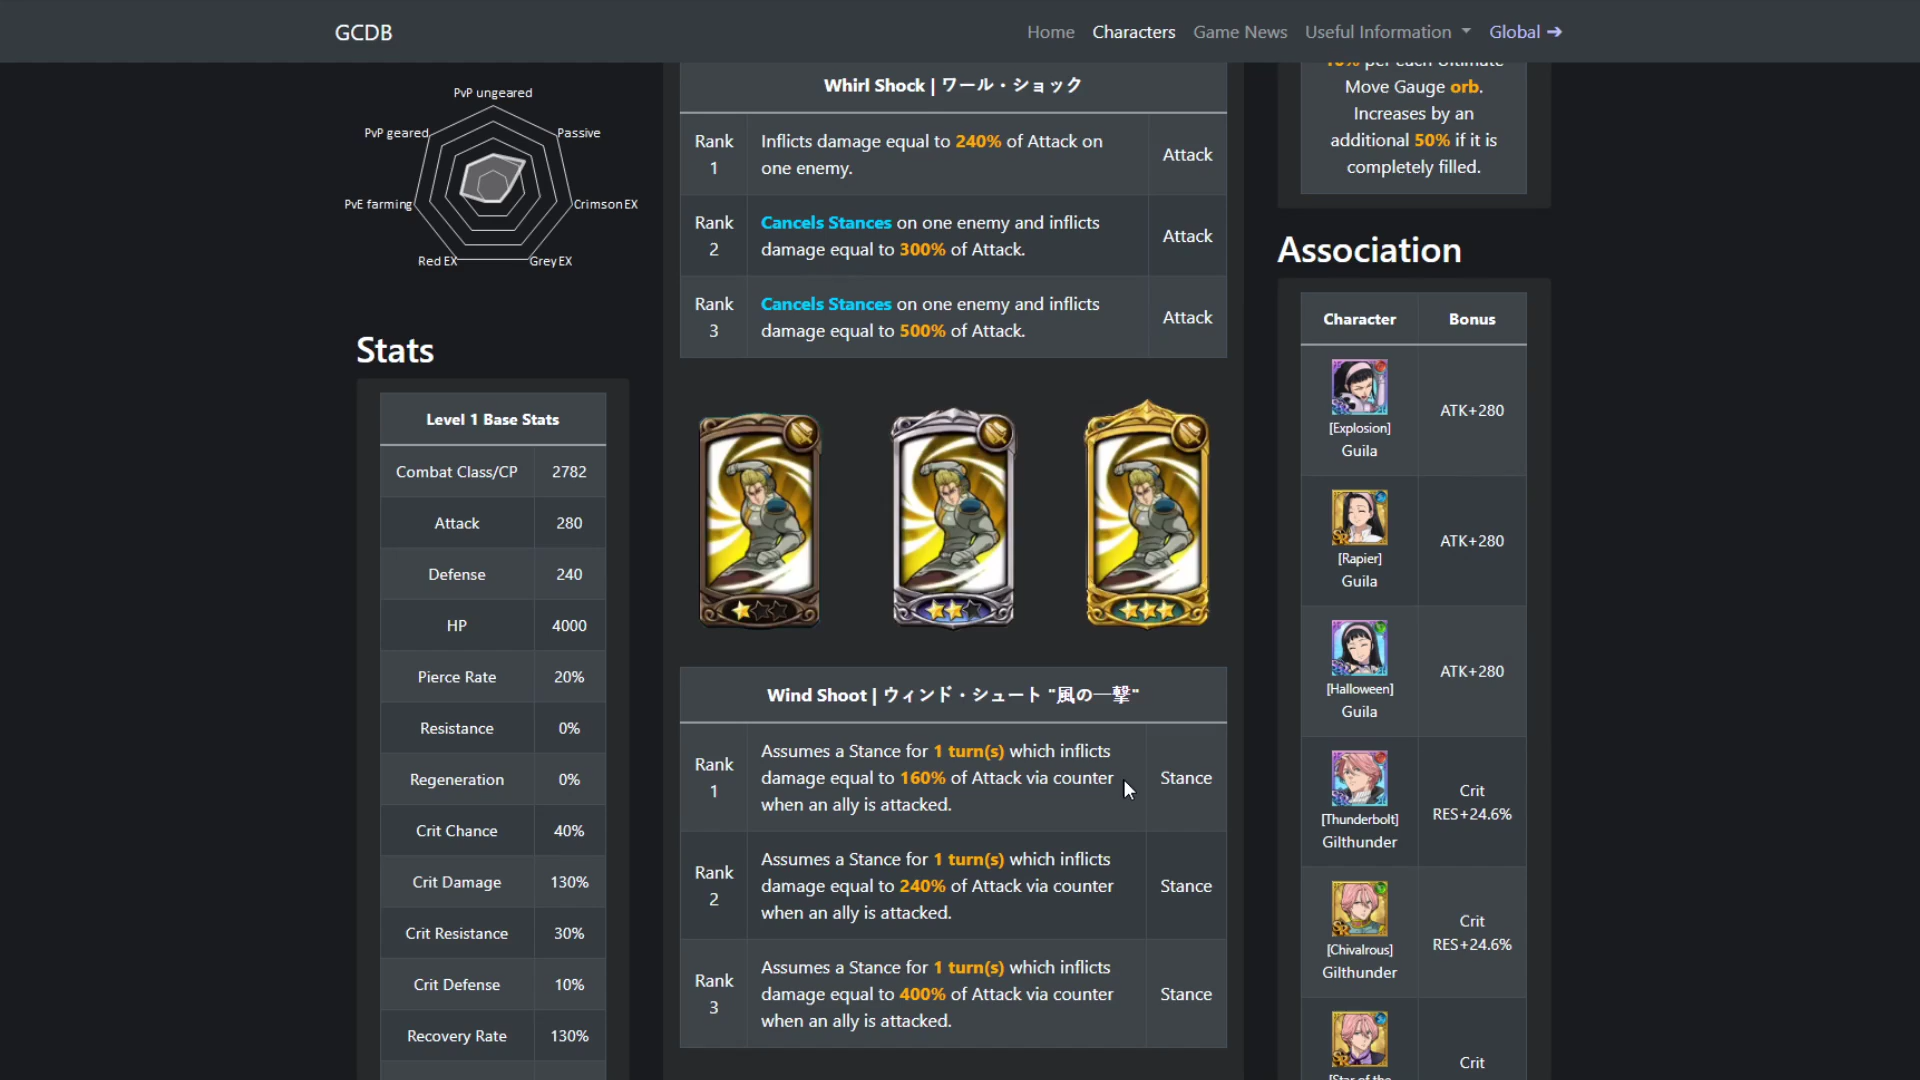 GCDB
Home
Characters
Game News
Useful Information
Global ➔
PvP ungeared
PvP geared
Passive
PvE farming
Crimson EX
Red EX
Grey EX
Stats
Level 1 Base Stats
Combat Class/CP 2782
Attack 280
Defense 240
HP 4000
Pierce Rate 20%
Resistance 0%
Regeneration 0%
Crit Chance 40%
Crit Damage 130%
Crit Resistance 30%
Crit Defense 10%
Recovery Rate 130%
Whirl Shock | ワール・ショック
Rank
1
Inflicts damage equal to 240% of Attack on
one enemy.
Attack
Rank
2
Cancels Stances on one enemy and inflicts
damage equal to 300% of Attack.
Attack
Rank
3
Cancels Stances on one enemy and inflicts
damage equal to 500% of Attack.
Attack
Wind Shoot | ウィンド・シュート "風の一撃"
Rank
1
Assumes a Stance for 1 turn(s) which inflicts
damage equal to 160% of Attack via counter
when an ally is attacked.
Stance
Rank
2
Assumes a Stance for 1 turn(s) which inflicts
damage equal to 240% of Attack via counter
when an ally is attacked.
Stance
Rank
3
Assumes a Stance for 1 turn(s) which inflicts
damage equal to 400% of Attack via counter
when an ally is attacked.
Stance
10% per each Ultimate
Move Gauge orb.
Increases by an
additional 50% if it is
completely filled.
Association
Character Bonus
[Explosion]
Guila
ATK+280
SR
[Rapier]
Guila
ATK+280
[Halloween]
Guila
ATK+280
[Thunderbolt]
Gilthunder
Crit
RES+24.6%
SR
[Chivalrous]
Gilthunder
Crit
RES+24.6%
SR
[Star of the
Crit